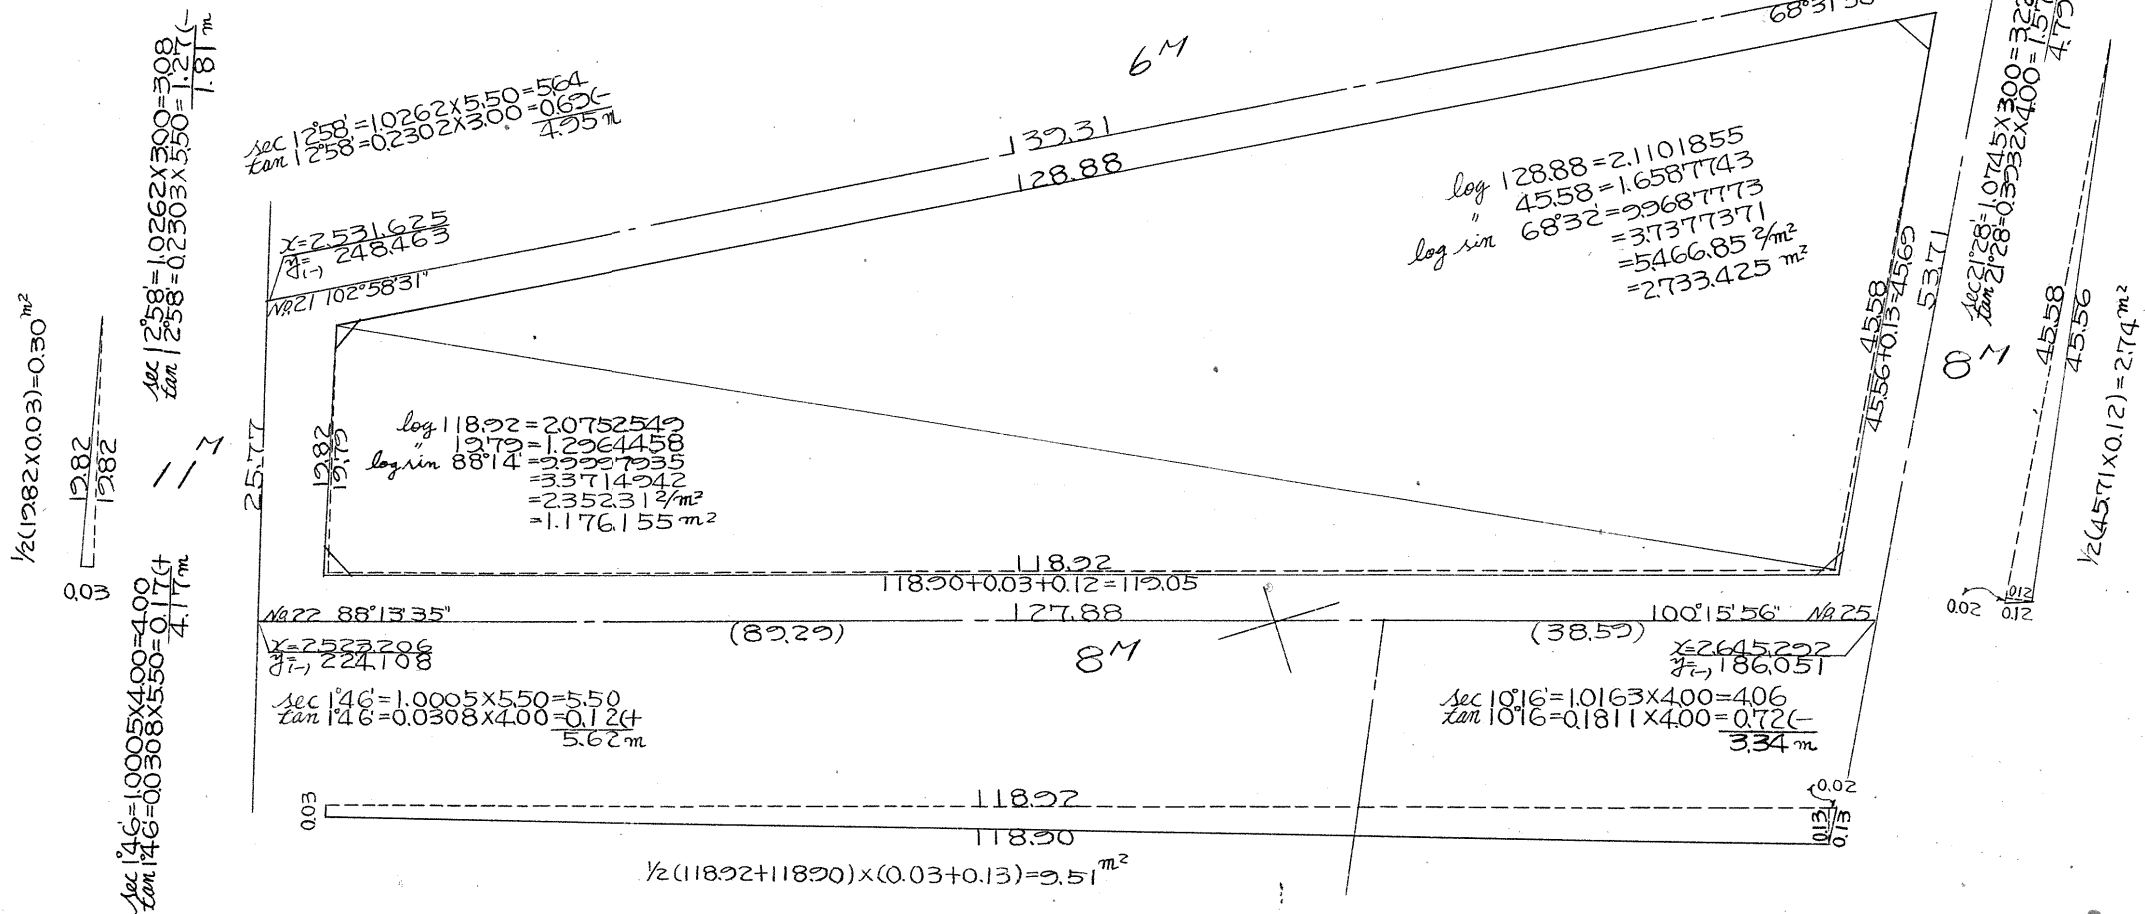 68°31'
6 M
sec 12°58'=1.0262×5.50=5.64
tan 12°58'=0.2302×3.00=0.69(-
4.95 m
sec 12°58'=1.0262×3.00=3.08
tan 12°58'=0.2303×5.50=1.27(-
1.81 m
139.31
128.88
x=2.531.625
y=(-) 248.463
No.21 102°58'31"
log 128.88=2.1101855
" 45.58=1.6587743
log sin 68°32'=9.9687773
=3.7377371
=5.466.85 2/m²
=2.733.425 m²
sec 21°28'=1.0745×3.00=3.22
tan 21°28'=0.3932×4.00=1.57
4.79
45.58
45.56+0.13=45.69
53.71
8 M
45.58
45.56
½(45.71×0.12)=2.74 m²
0.02
0.12
0.12
½(19.82×0.03)=0.30 m²
19.82
19.82
0.03
11 M
25.77
19.82
19.79
log 118.92=2.0752549
" 19.79=1.2964458
log sin 88°14'=9.9997935
=3.3714942
=2.352.31 2/m²
=1.176.155 m²
118.92
118.90+0.03+0.12=119.05
No.22 88°13'35"
127.88
100°15'56" No.25
(89.29)
(38.59)
x=2.523.206
y=(-) 224.108
8 M
x=2.645.292
y=(-) 186.051
sec 1°46'=1.0005×4.00=4.00
tan 1°46'=0.0308×5.50=0.17(+
4.17 m
sec 1°46'=1.0005×5.50=5.50
tan 1°46'=0.0308×4.00=0.12(+
5.62 m
sec 10°16'=1.0163×4.00=4.06
tan 10°16=0.1811×4.00=0.72(-
3.34 m
0.03
118.92
118.90
0.02
0.13
0.13
½(118.92+118.90)×(0.03+0.13)=9.51 m²